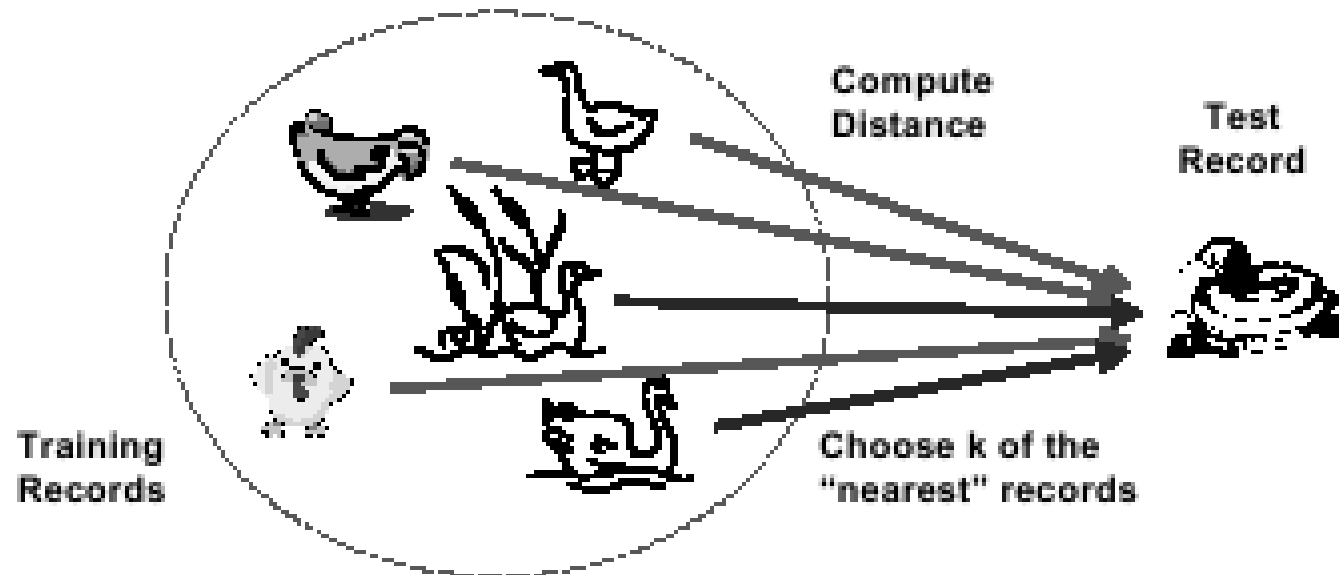 Compute
Distance
Test
Record
Training
Records
Choose k of the
“nearest” records